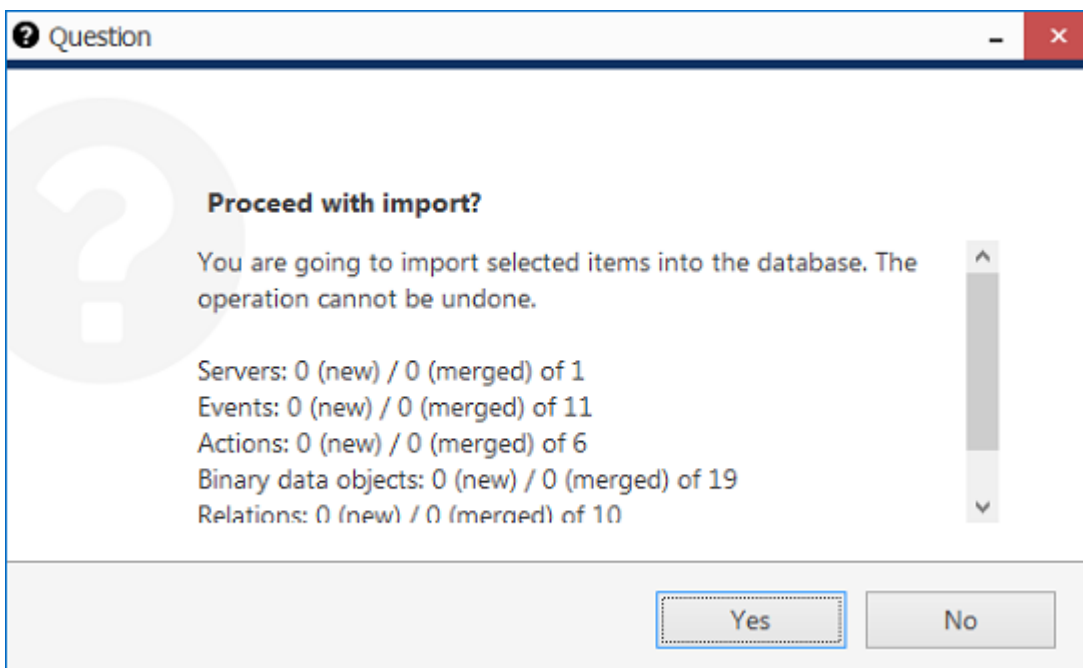 Question
Proceed with import?
You are going to import selected items into the database. The
operation cannot be undone.
Servers: 0 (new) / 0 (merged) of 1
Events: 0 (new) / 0 (merged) of 11
Actions: 0 (new) / 0 (merged) of 6
Binary data objects: 0 (new) / 0 (merged) of 19
Relations: 0 (new) / 0 (merged) of 10
Yes
No